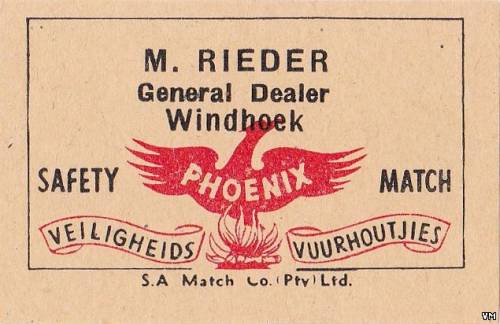 M. RIEDER
General Dealer
Windhoek
SAFETY PHOENIX MATCH
VEILIGHEIDS VUURHOUTJIES
S.A Match Co.(Pty) Ltd.
VM